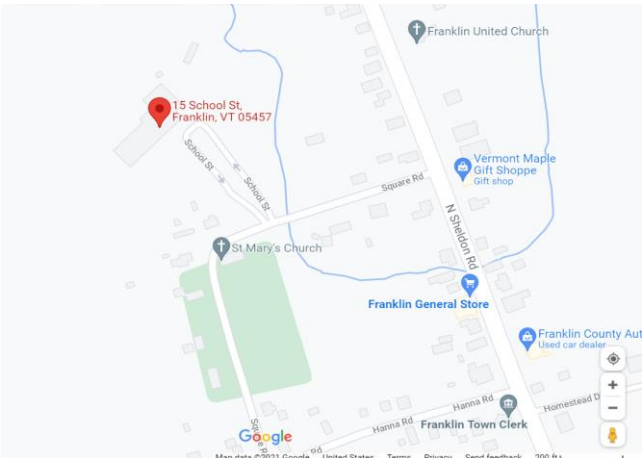 Franklin United Church
15 School St,
Franklin, VT 05457
School St
School St
Vermont Maple
Gift Shoppe
Gift shop
Square Rd
N Sheldon Rd
St Mary's Church
Franklin General Store
Franklin County Aut
Used car dealer
Hanna Rd
Homestead D
Franklin Town Clerk
Hanna Rd
Square R
Rd
Google
Map data ©2021 Google United States Terms Privacy Send feedback 200 ft